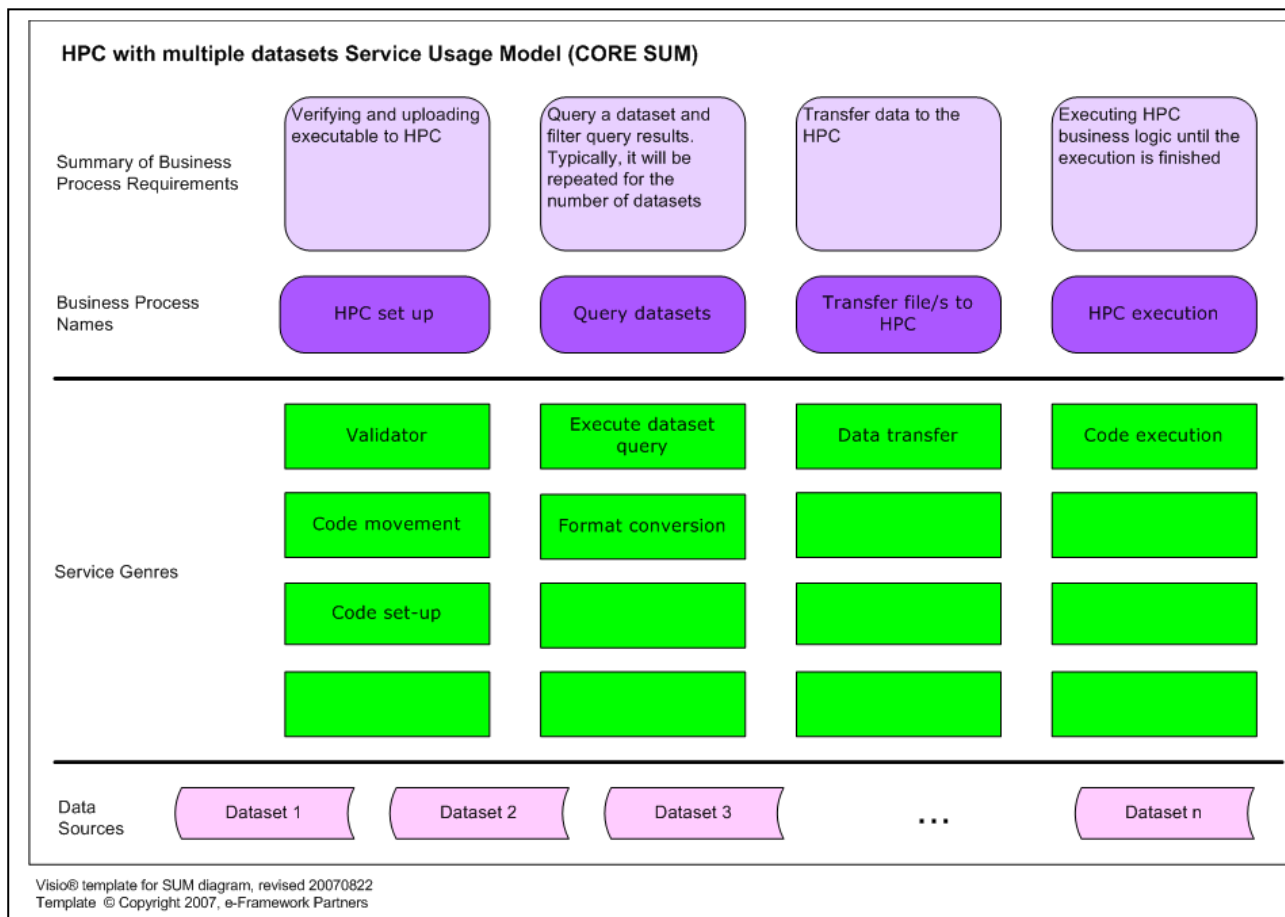 HPC with multiple datasets Service Usage Model (CORE SUM)
Summary of Business
Process Requirements
Verifying and uploading
executable to HPC
Query a dataset and
filter query results.
Typically, it will be
repeated for the
number of datasets
Transfer data to the
HPC
Executing HPC
business logic until the
execution is finished
Business Process
Names
HPC set up
Query datasets
Transfer file/s to
HPC
HPC execution
Service Genres
Validator
Execute dataset
query
Data transfer
Code execution
Code movement
Format conversion
Code set-up
Data
Sources
Dataset 1
Dataset 2
Dataset 3
...
Dataset n
Visio® template for SUM diagram, revised 20070822
Template © Copyright 2007, e-Framework Partners